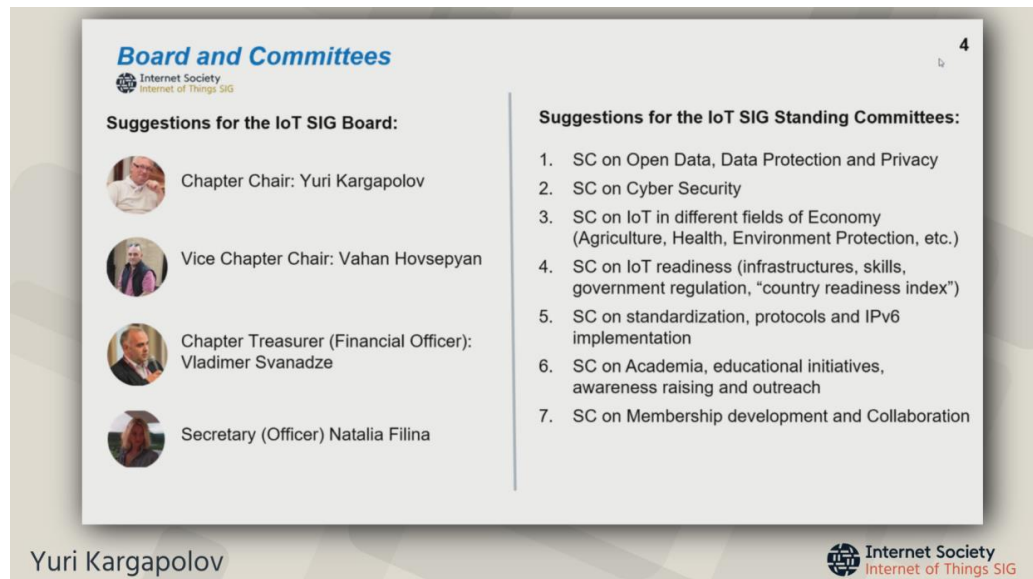 Board and Committees
4
Internet Society
Internet of Things SIG
Suggestions for the IoT SIG Board:
Chapter Chair: Yuri Kargapolov
Vice Chapter Chair: Vahan Hovsepyan
Chapter Treasurer (Financial Officer):
Vladimer Svanadze
Secretary (Officer) Natalia Filina
Suggestions for the IoT SIG Standing Committees:
1. SC on Open Data, Data Protection and Privacy
2. SC on Cyber Security
3. SC on IoT in different fields of Economy
(Agriculture, Health, Environment Protection, etc.)
4. SC on IoT readiness (infrastructures, skills,
government regulation, “country readiness index”)
5. SC on standardization, protocols and IPv6
implementation
6. SC on Academia, educational initiatives,
awareness raising and outreach
7. SC on Membership development and Collaboration
Yuri Kargapolov
Internet Society
Internet of Things SIG